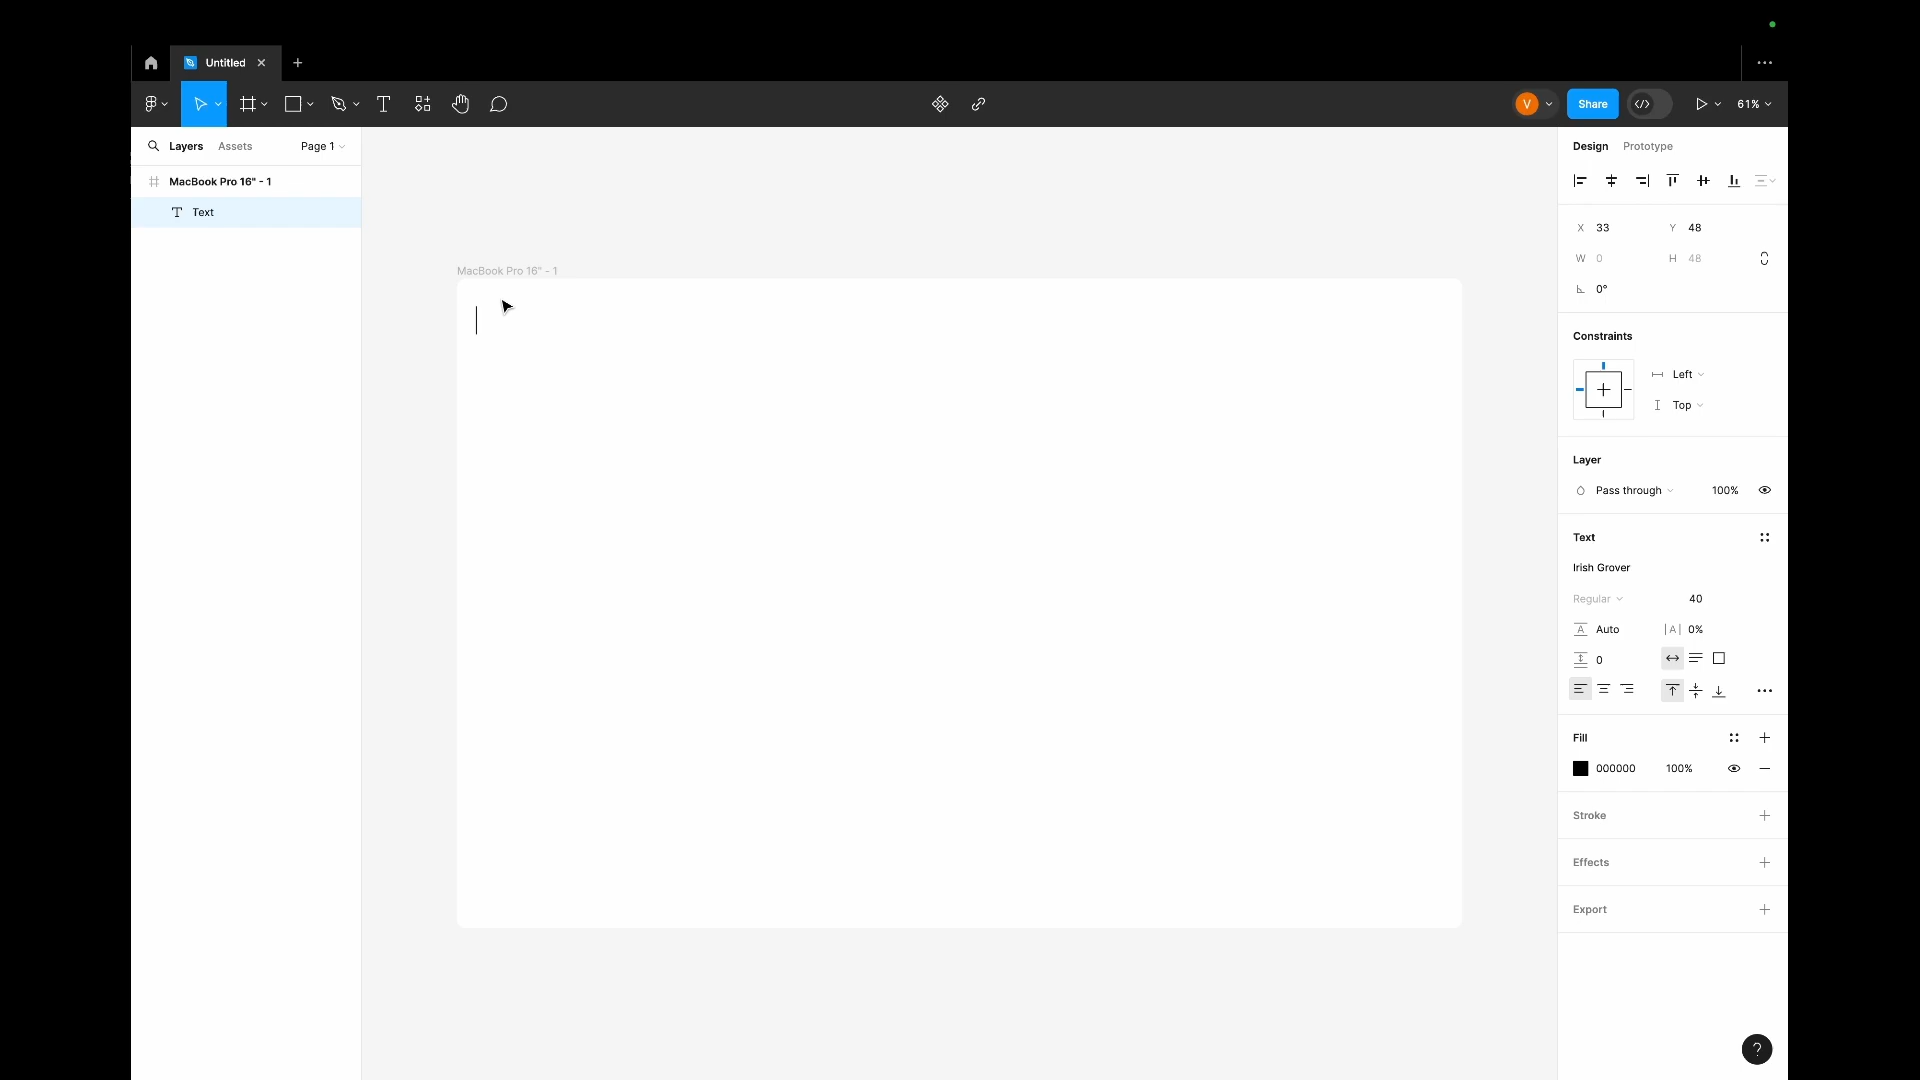 Untitled
V
Share
61%
Layers
Assets
Page 1
Design
Prototype
MacBook Pro 16" - 1
Text
X 33
Y 48
W 0
H 48
0°
MacBook Pro 16" - 1
Constraints
Left
Top
Layer
Pass through
100%
Text
Irish Grover
Regular
40
A Auto
|A| 0%
0
Fill
000000
100%
Stroke
Effects
Export
?